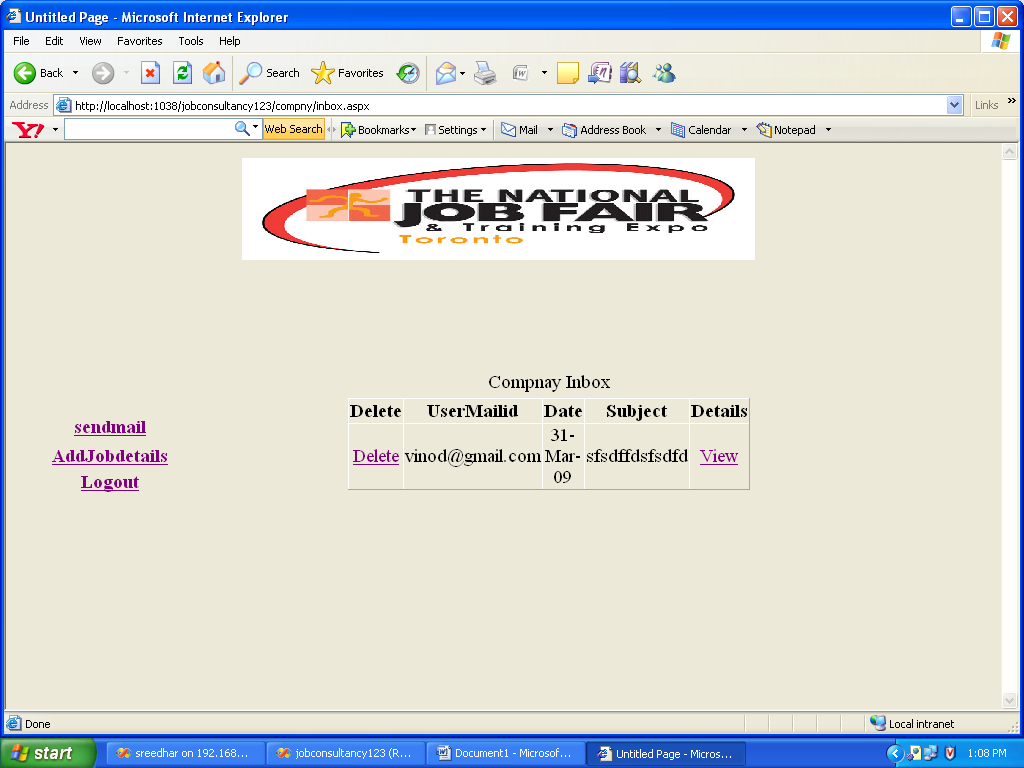 Untitled Page - Microsoft Internet Explorer
File Edit View Favorites Tools Help
Back Search Favorites
Address http://localhost:1038/jobconsultancy123/compny/inbox.aspx Links
Y! Web Search Bookmarks Settings Mail Address Book Calendar Notepad
THE NATIONAL
JOB FAIR
& Training Expo
Toronto
Compnay Inbox
Delete UserMailid Date Subject Details
Delete vinod@gmail.com 31-Mar-09 sfsdffdsfsdfd View
sendmail
AddJobdetails
Logout
Done Local intranet
start sreedhar on 192.168... jobconsultancy123 (R... Document1 - Microsof... Untitled Page - Micros... 1:08 PM